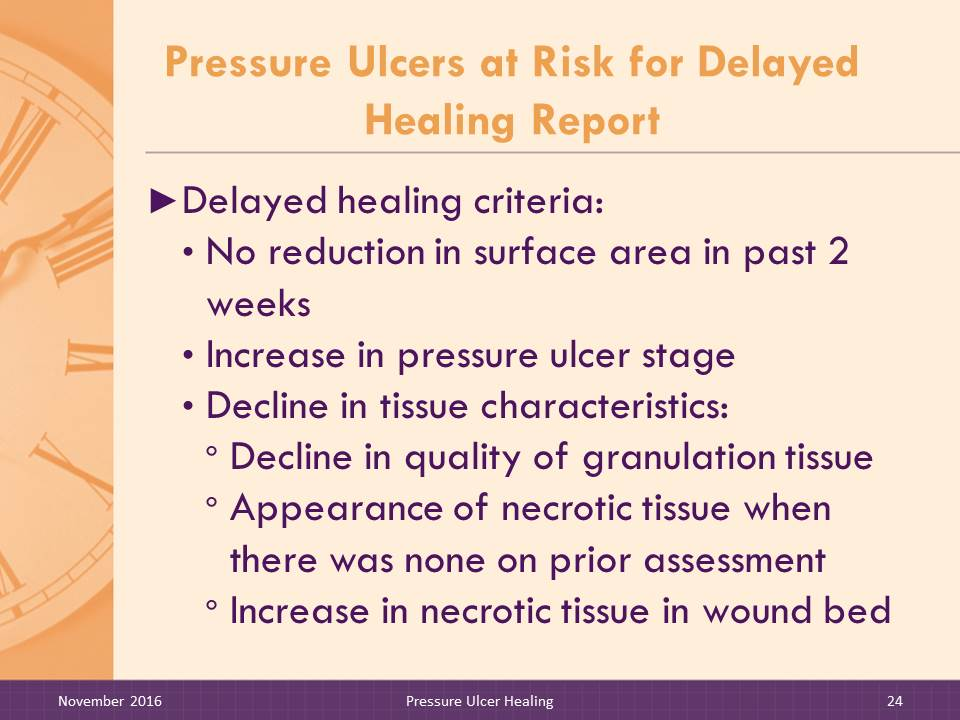 Pressure Ulcers at Risk for Delayed
Healing Report
►Delayed healing criteria:
• No reduction in surface area in past 2
weeks
• Increase in pressure ulcer stage
• Decline in tissue characteristics:
° Decline in quality of granulation tissue
° Appearance of necrotic tissue when
there was none on prior assessment
° Increase in necrotic tissue in wound bed
November 2016
Pressure Ulcer Healing
24